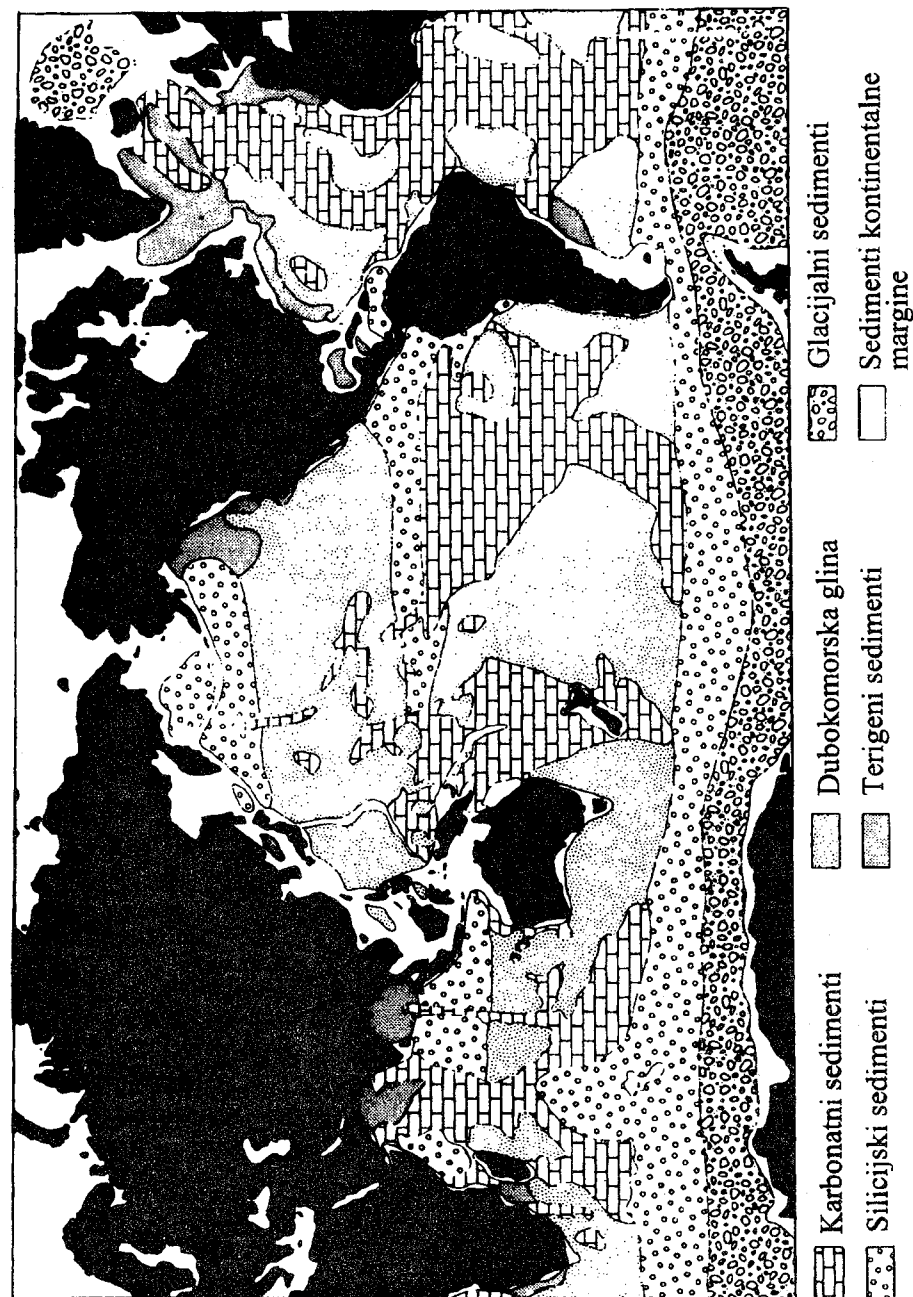 Karbonatni sedimenti
Silicijski sedimenti
Dubokomorska glina
Terigeni sedimenti
Glacijalni sedimenti
Sedimenti kontinentalne
margine